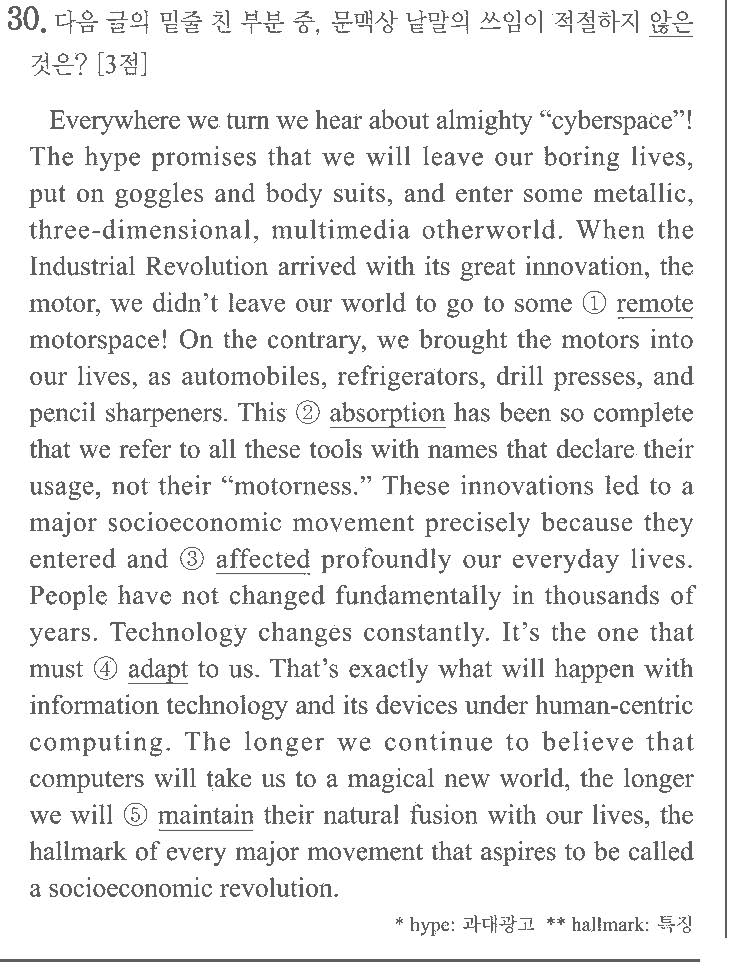 30. 다음 글의 밑줄 친 부분 중, 문맥상 낱말의 쓰임이 적절하지 않은
것은? [3점]
Everywhere we turn we hear about almighty “cyberspace”!
The hype promises that we will leave our boring lives,
put on goggles and body suits, and enter some metallic,
three-dimensional, multimedia otherworld. When the
Industrial Revolution arrived with its great innovation, the
motor, we didn’t leave our world to go to some ① remote
motorspace! On the contrary, we brought the motors into
our lives, as automobiles, refrigerators, drill presses, and
pencil sharpeners. This ② absorption has been so complete
that we refer to all these tools with names that declare their
usage, not their “motorness.” These innovations led to a
major socioeconomic movement precisely because they
entered and ③ affected profoundly our everyday lives.
People have not changed fundamentally in thousands of
years. Technology changes constantly. It’s the one that
must ④ adapt to us. That’s exactly what will happen with
information technology and its devices under human-centric
computing. The longer we continue to believe that
computers will take us to a magical new world, the longer
we will ⑤ maintain their natural fusion with our lives, the
hallmark of every major movement that aspires to be called
a socioeconomic revolution.
* hype: 과대광고 ** hallmark: 특징